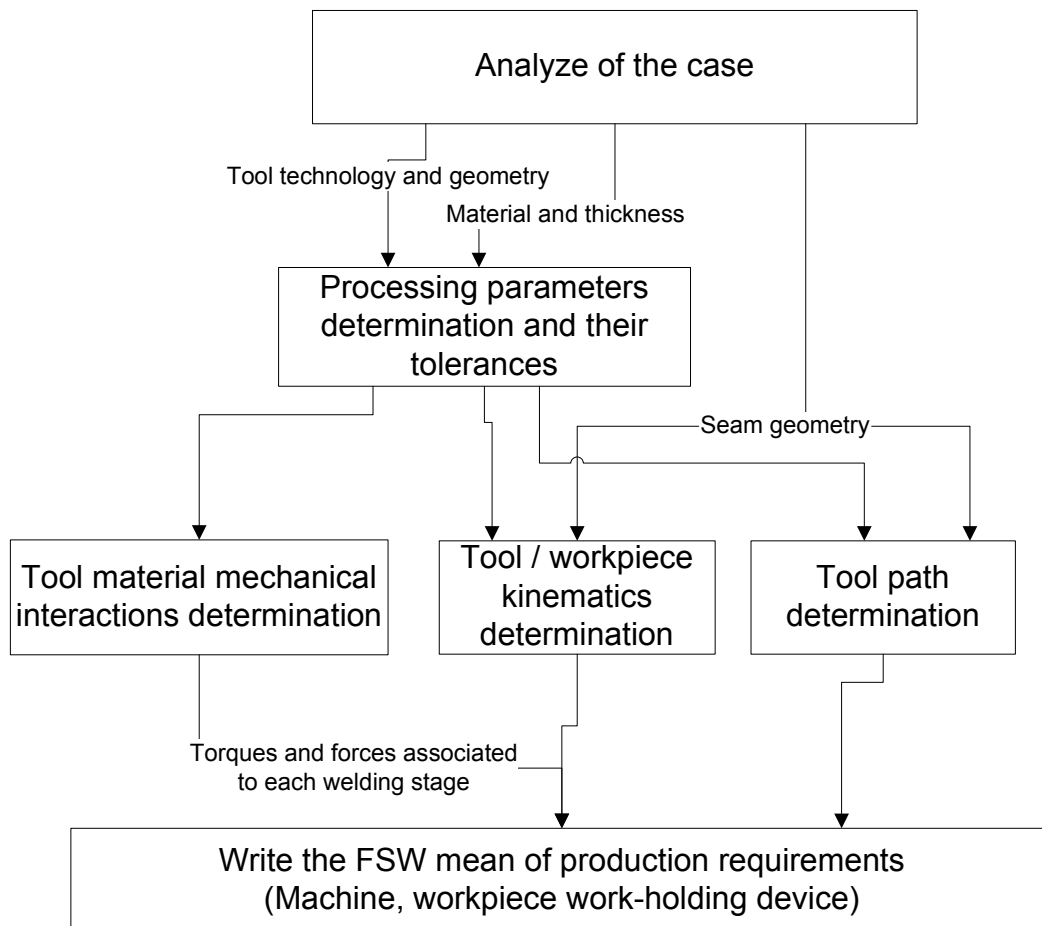 Analyze of the case
Tool technology and geometry
Material and thickness
Processing parameters
determination and their
tolerances
Seam geometry
Tool material mechanical
interactions determination
Tool / workpiece
kinematics
determination
Tool path
determination
Torques and forces associated
to each welding stage
Write the FSW mean of production requirements
(Machine, workpiece work-holding device)